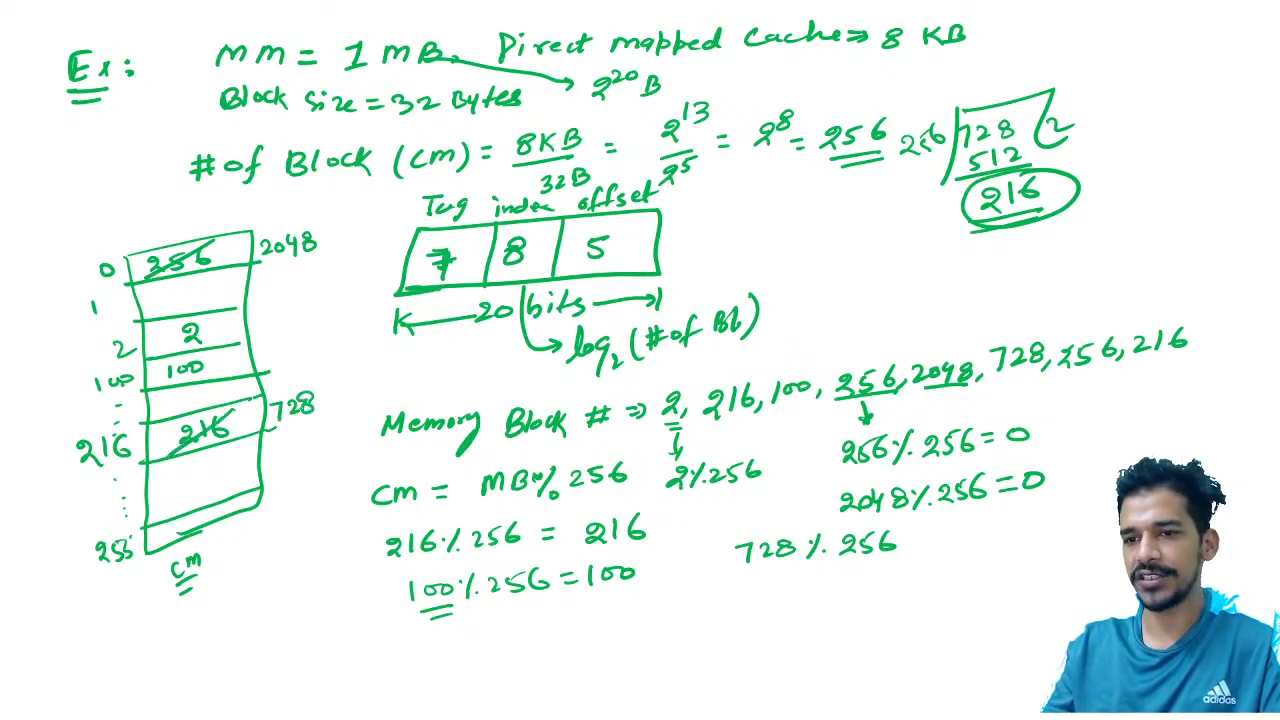 Ex: MM = 1 MB, Direct mapped Cache ⇒ 8 KB
Block Size = 32 Bytes 2^20 B
# of Block (CM) = 8KB / 32B = 2^13 / 2^5 = 2^8 = 256
256 728 2
512
216
Tag index offset
7 8 5
20 bits
log2 (# of Bl)
0 256 2048
1
2 2
100 100
216 216 728
255
CM
Memory Block # ⇒ 2, 216, 100, 256, 2048, 728, 256, 216
CM = MB% 256 2%256
216% 256 = 216
100% 256 = 100
256% 256 = 0
2048% 256 = 0
728 % 256
adidas